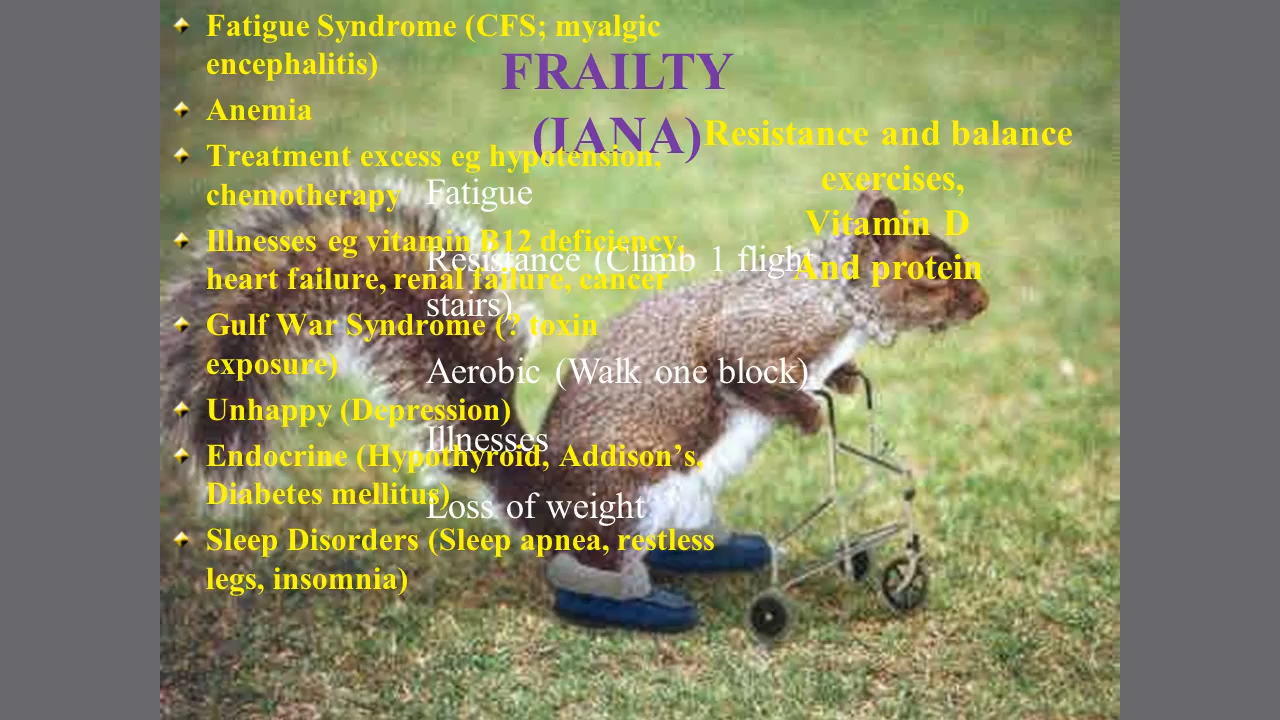 Fatigue Syndrome (CFS; myalgic
encephalitis)
Anemia
Treatment excess eg hypotension,
chemotherapy
Illnesses eg vitamin B12 deficiency,
heart failure, renal failure, cancer
Gulf War Syndrome (? toxin
exposure)
Unhappy (Depression)
Endocrine (Hypothyroid, Addison’s,
Diabetes mellitus)
Sleep Disorders (Sleep apnea, restless
legs, insomnia)
FRAILTY
(IANA)
Fatigue
Resistance (Climb 1 flight
stairs)
Aerobic (Walk one block)
Illnesses
Loss of weight
Resistance and balance
exercises,
Vitamin D
And protein